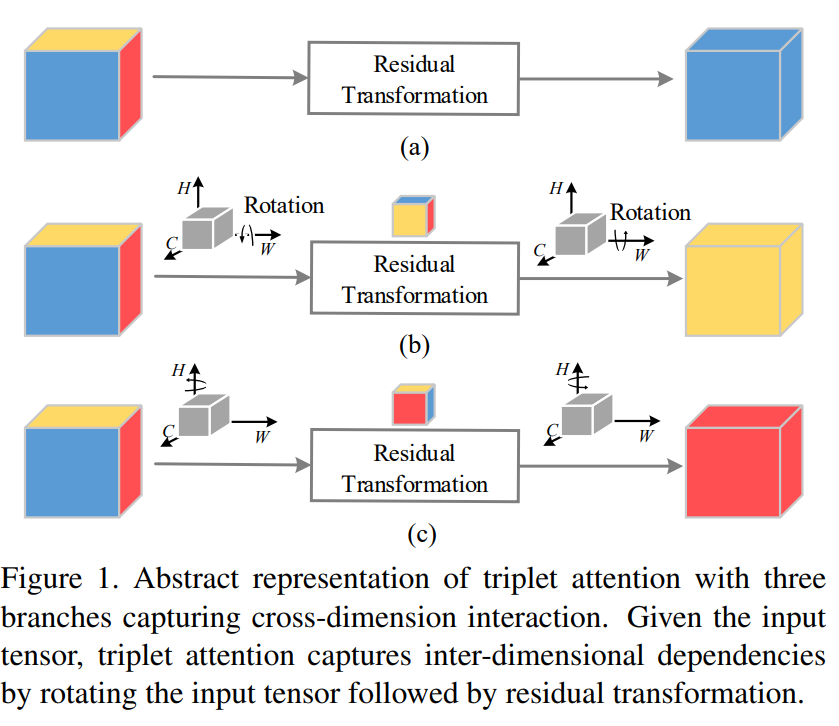 Residual
Transformation
(a)
H
Rotation
C
W
Residual
Transformation
H
Rotation
C
W
(b)
H
C
W
Residual
Transformation
H
C
W
(c)
Figure 1. Abstract representation of triplet attention with three
branches capturing cross-dimension interaction. Given the input
tensor, triplet attention captures inter-dimensional dependencies
by rotating the input tensor followed by residual transformation.